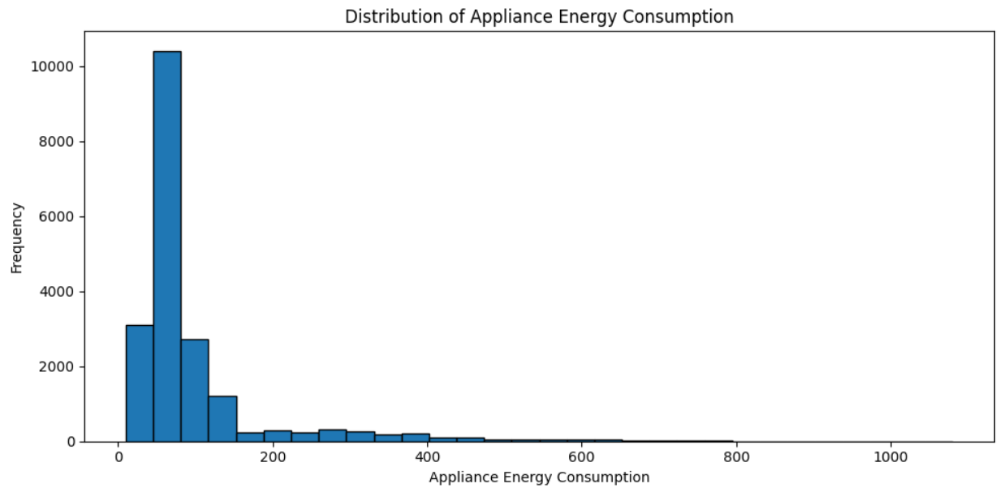 Distribution of Appliance Energy Consumption
10000
8000
6000
4000
2000
0
Frequency
0 200 400 600 800 1000
Appliance Energy Consumption